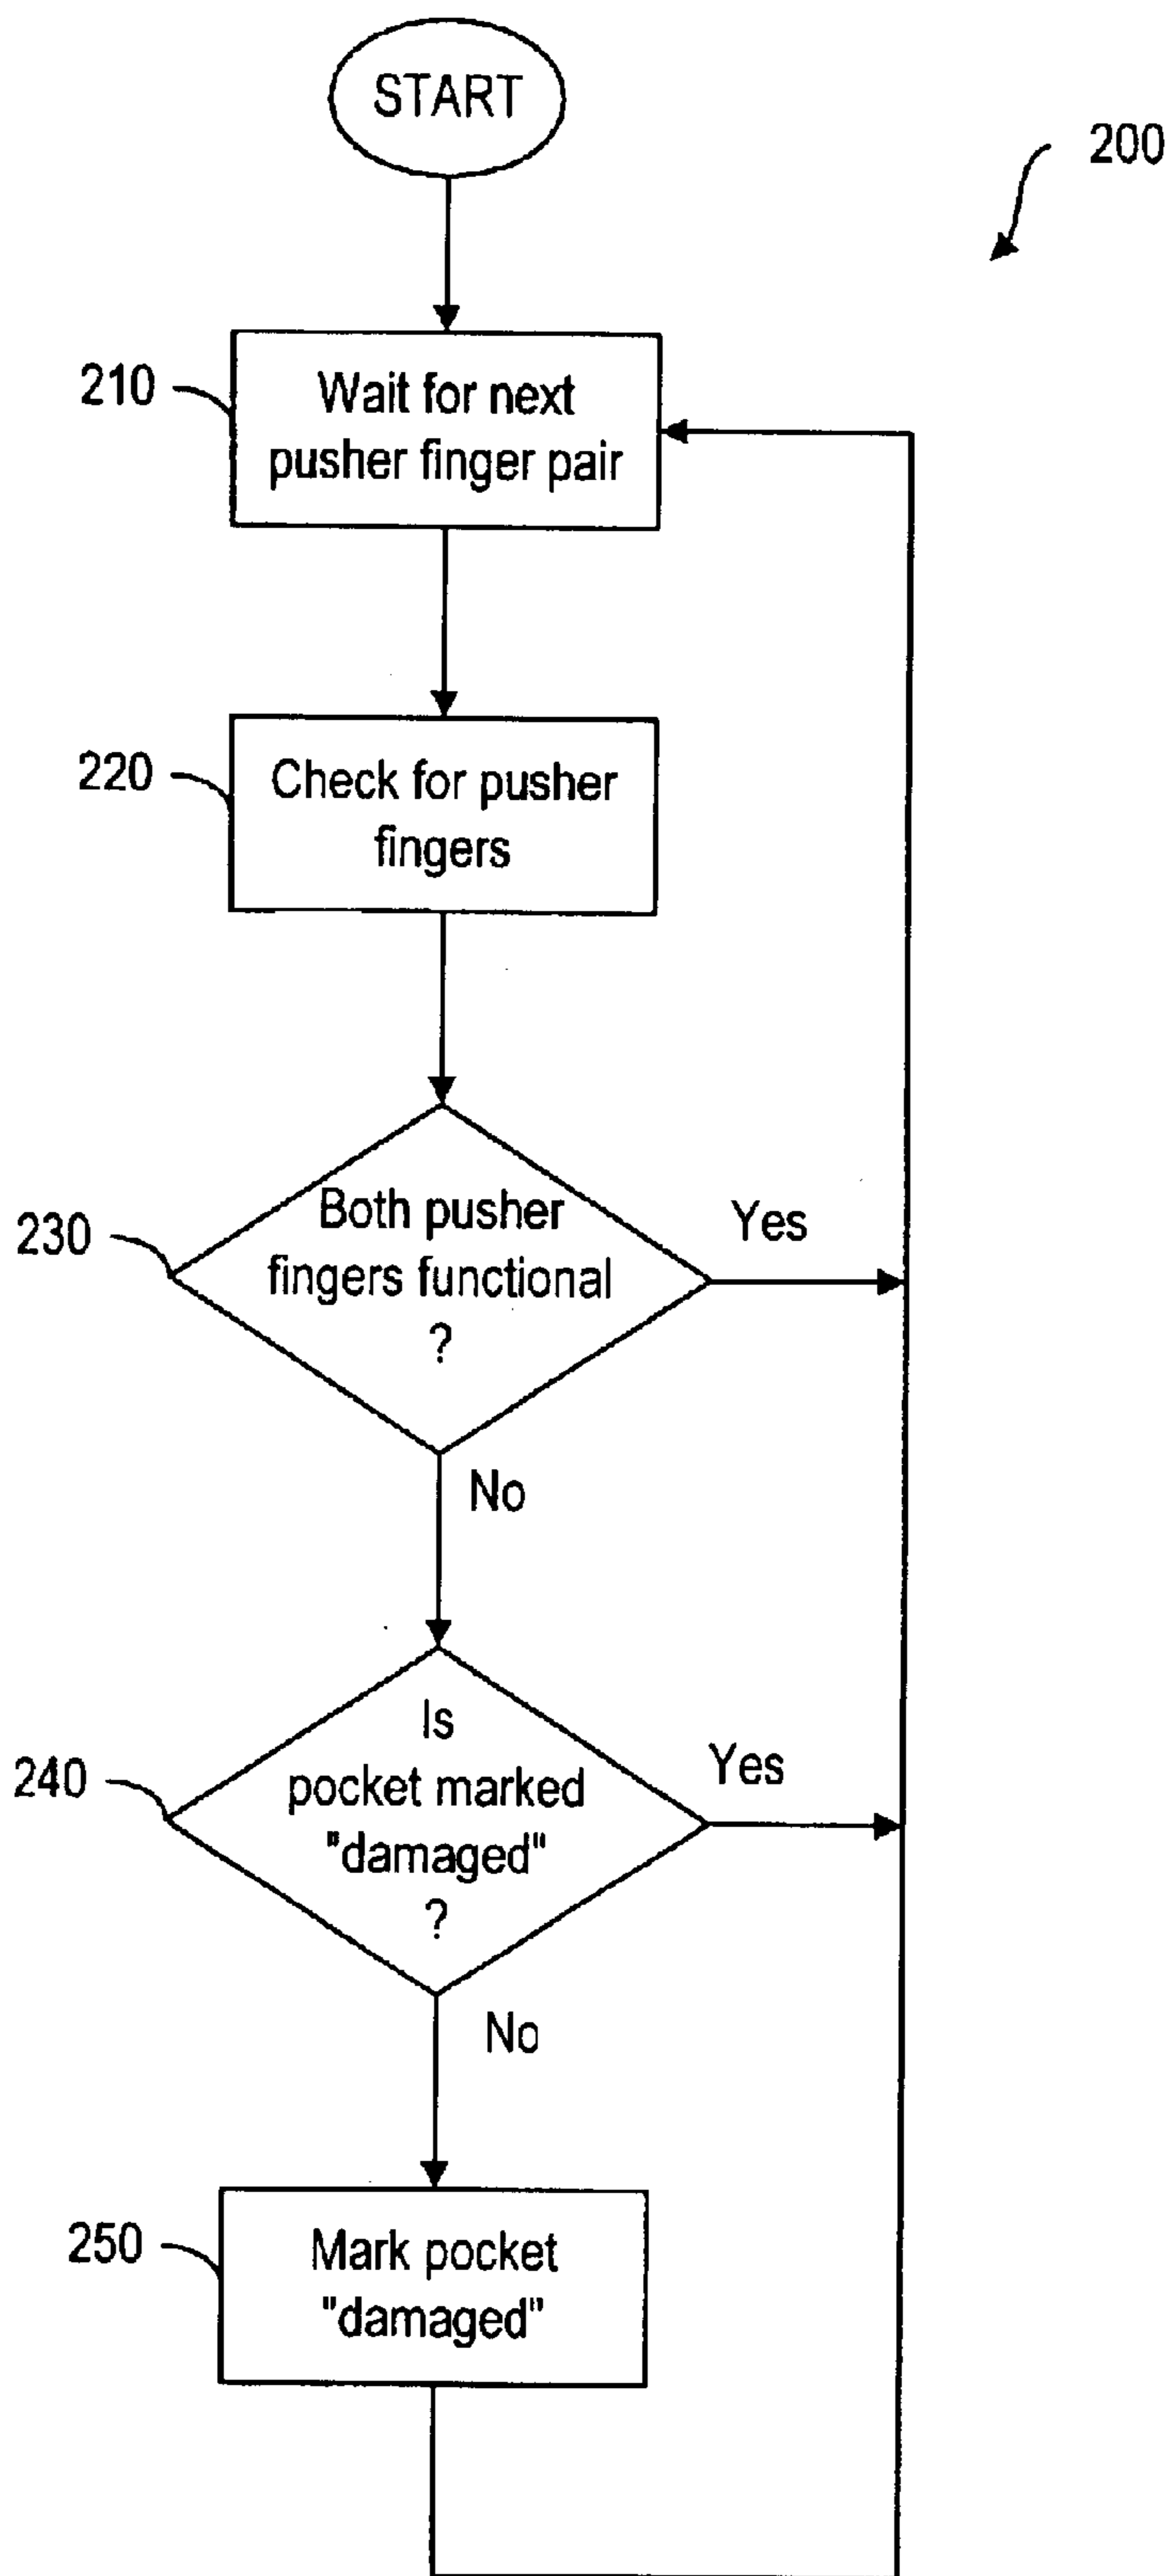 START
200
210
Wait for next
pusher finger pair
220
Check for pusher
fingers
230
Both pusher
fingers functional
?
Yes
No
240
Is
pocket marked
"damaged"
?
Yes
No
250
Mark pocket
"damaged"